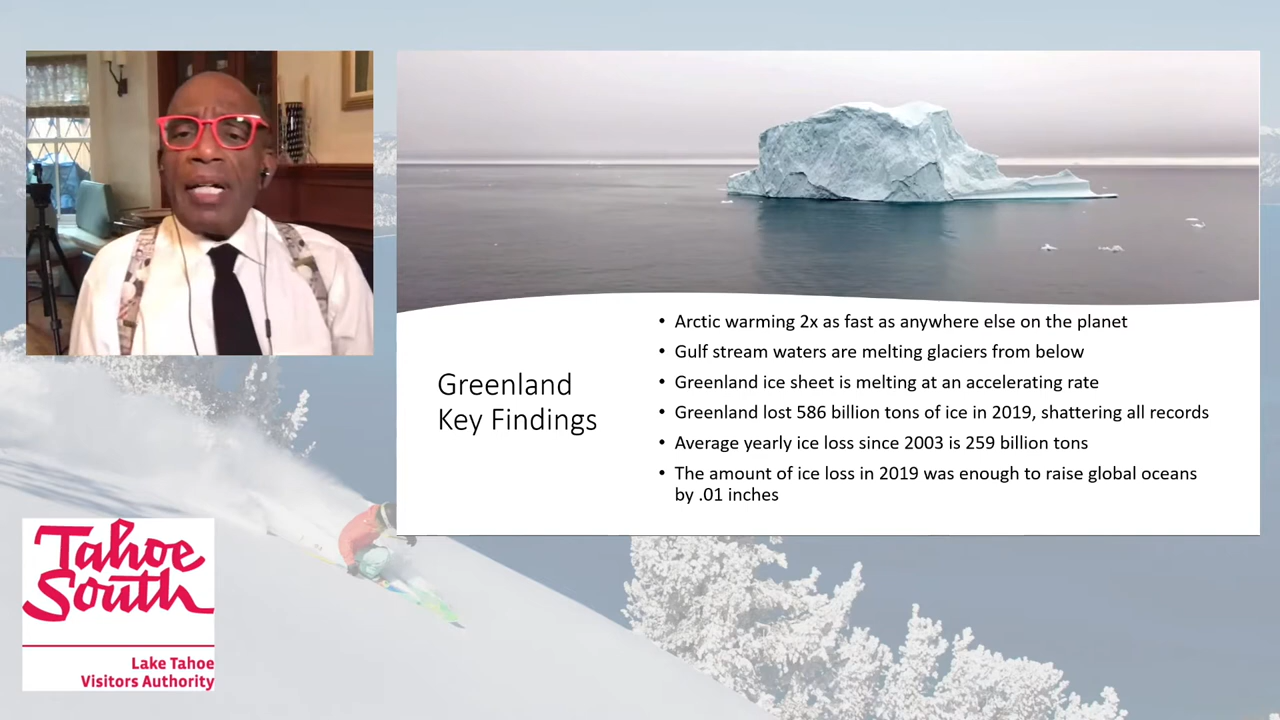 Greenland
Key Findings
• Arctic warming 2x as fast as anywhere else on the planet
• Gulf stream waters are melting glaciers from below
• Greenland ice sheet is melting at an accelerating rate
• Greenland lost 586 billion tons of ice in 2019, shattering all records
• Average yearly ice loss since 2003 is 259 billion tons
• The amount of ice loss in 2019 was enough to raise global oceans
by .01 inches
Tahoe
South
Lake Tahoe
Visitors Authority